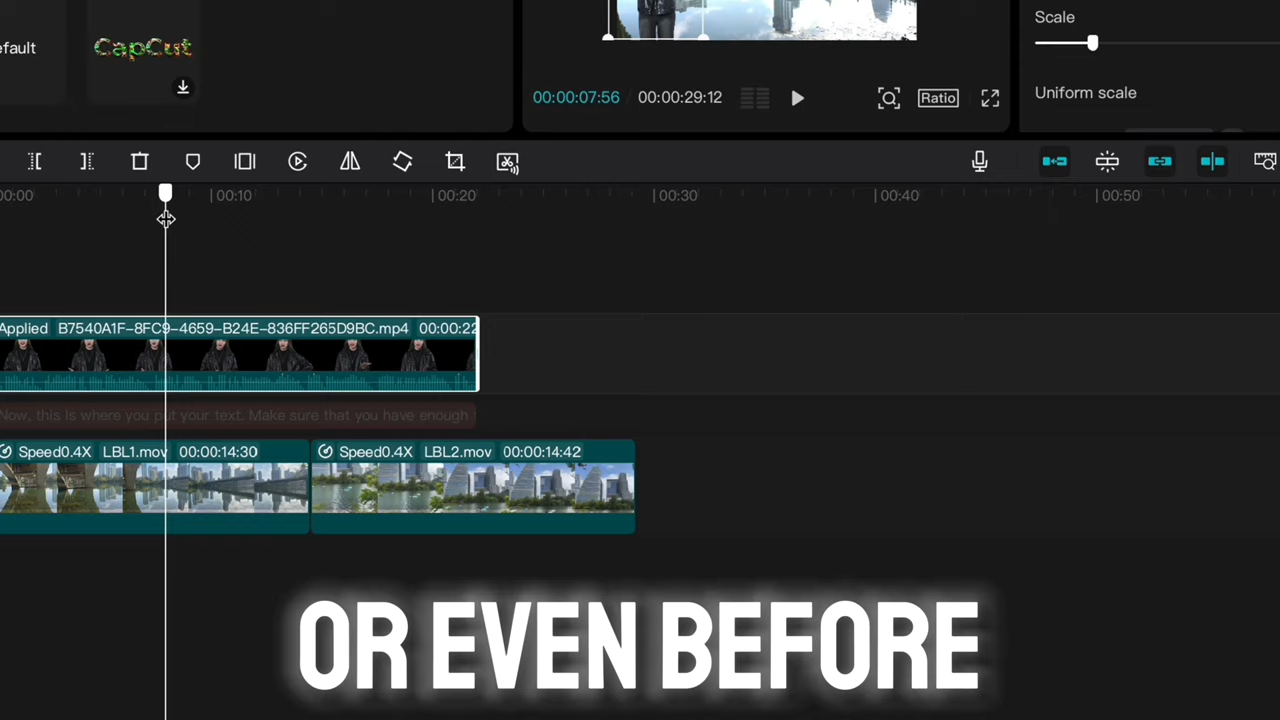 efault
CapCut
Scale
Uniform scale
00:00:07:56 00:00:29:12
Ratio
00:00 00:10 00:20 00:30 00:40 00:50
Applied B7540A1F-8FC9-4659-B24E-836FF265D9BC.mp4 00:00:22
Now, this is where you put your text. Make sure that you have enough
Speed0.4X LBL1.mov 00:00:14:30 Speed0.4X LBL2.mov 00:00:14:42
OR EVEN BEFORE